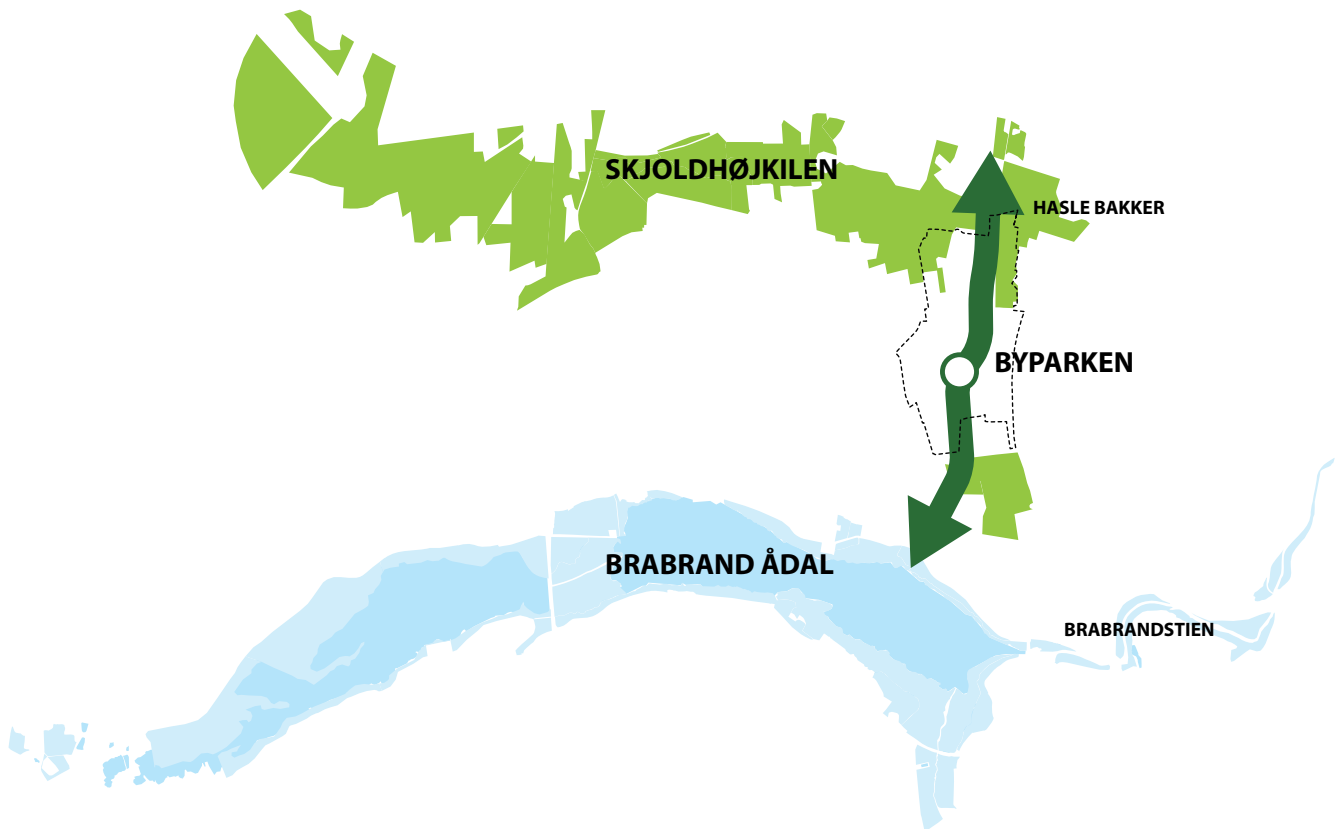 SKJOLDHØJKILEN
HASLE BAKKER
BYPARKEN
BRABRAND ÅDAL
BRABRANDSTIEN